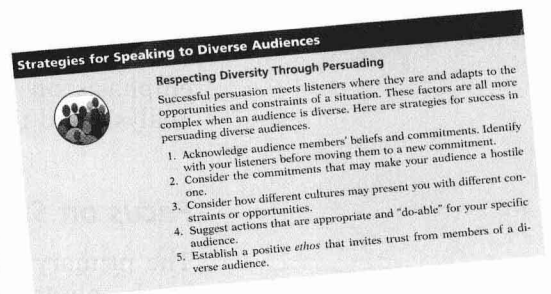 Strategies for Speaking to Diverse Audiences
Respecting Diversity Through Persuading
Successful persuasion meets listeners where they are and adapts to the
opportunities and constraints of a situation. These factors are all more
complex when an audience is diverse. Here are strategies for success in
persuading diverse audiences.
1. Acknowledge audience members' beliefs and commitments. Identify
with your listeners before moving them to a new commitment.
2. Consider the commitments that may make your audience a hostile
one.
3. Consider how different cultures may present you with different con-
straints or opportunities.
4. Suggest actions that are appropriate and "do-able" for your specific
audience.
5. Establish a positive ethos that invites trust from members of a di-
verse audience.